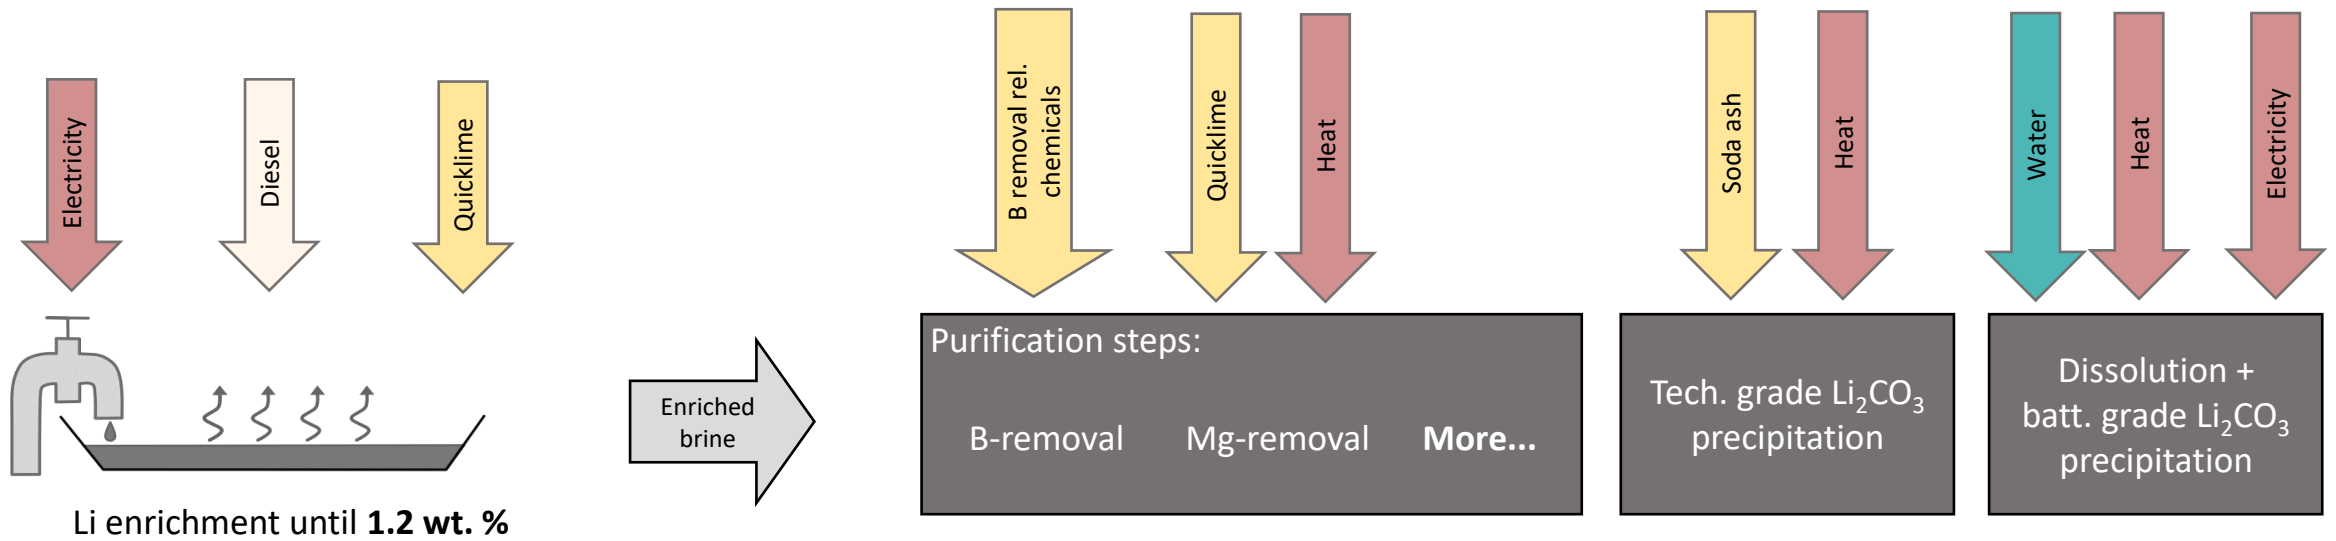 Electricity
Diesel
Quicklime
Li enrichment until 1.2 wt. %
Enriched
brine
B removal rel.
chemicals
Quicklime
Heat
Purification steps:
B-removal Mg-removal More...
Soda ash
Heat
Tech. grade Li₂CO₃
precipitation
Water
Heat
Electricity
Dissolution +
batt. grade Li₂CO₃
precipitation